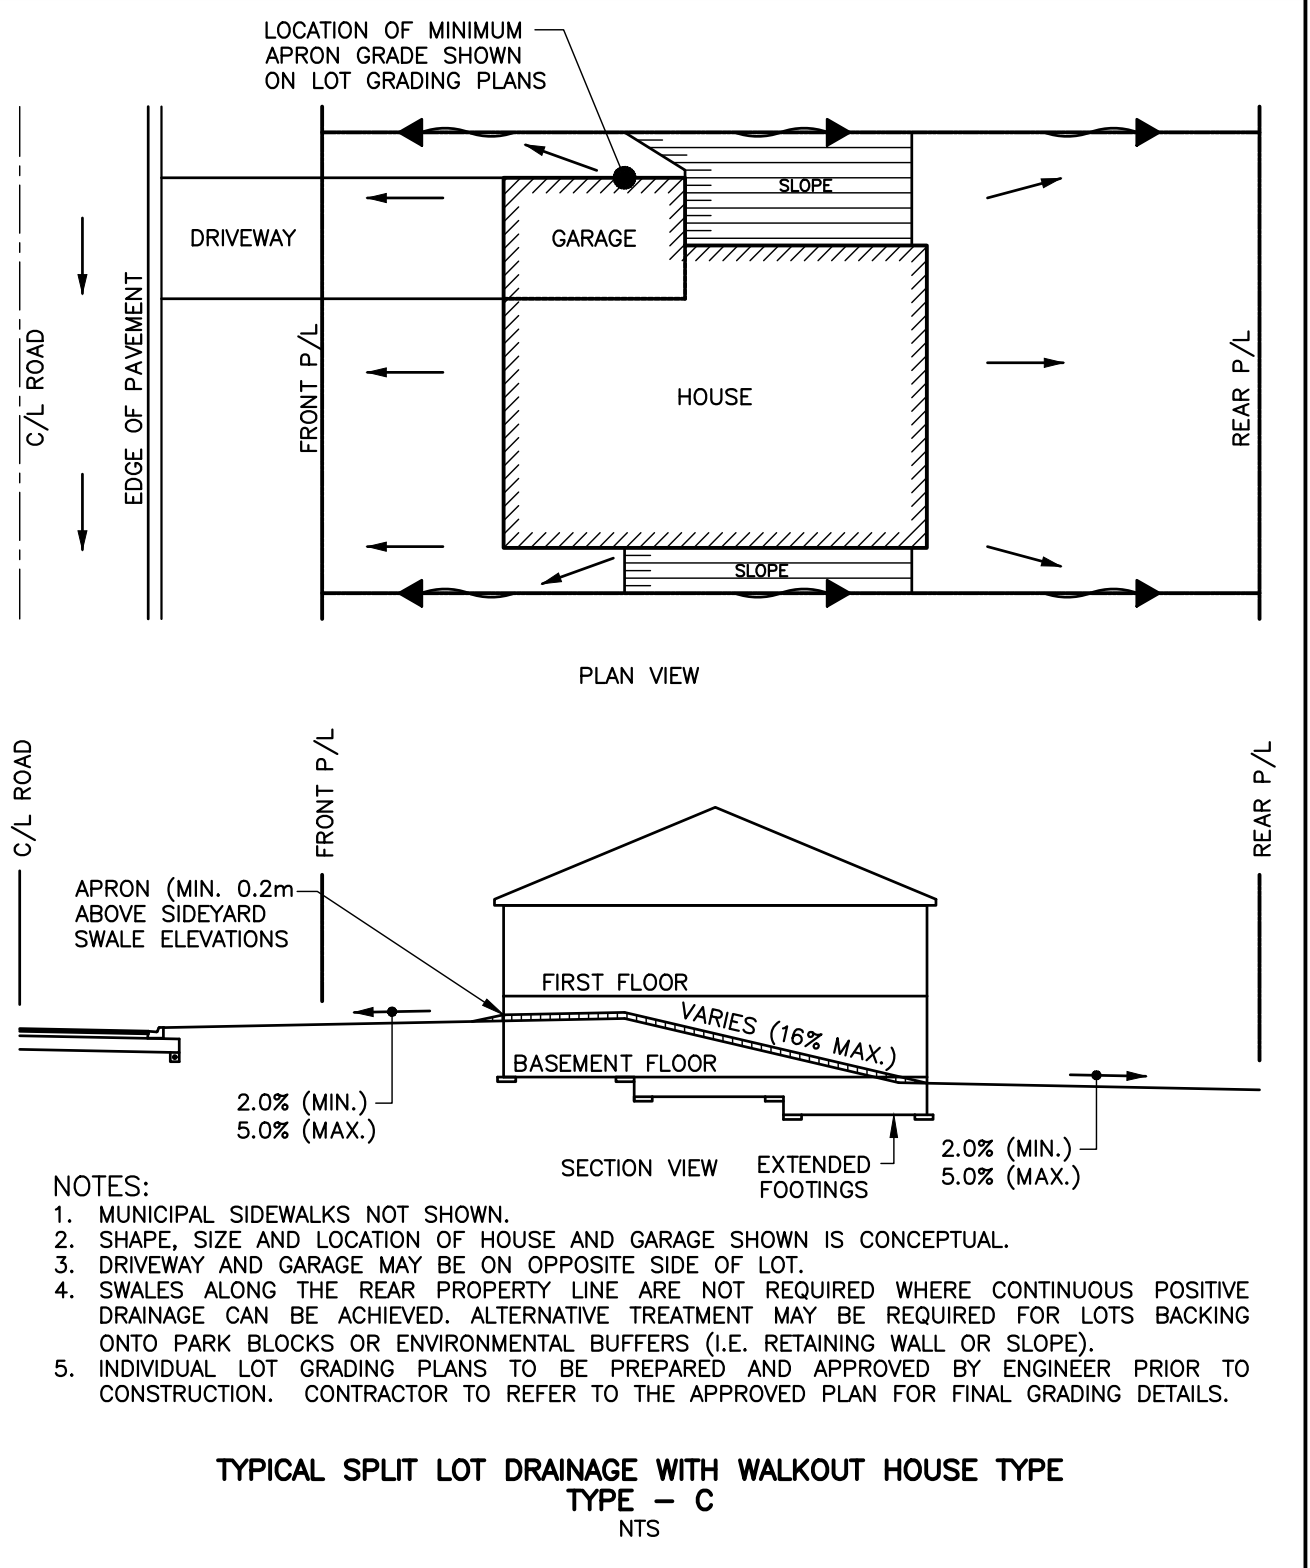 LOCATION OF MINIMUM
APRON GRADE SHOWN
ON LOT GRADING PLANS
SLOPE
DRIVEWAY
GARAGE
C/L ROAD
EDGE OF PAVEMENT
FRONT P/L
HOUSE
REAR P/L
SLOPE
PLAN VIEW
C/L ROAD
FRONT P/L
REAR P/L
APRON (MIN. 0.2m
ABOVE SIDEYARD
SWALE ELEVATIONS
FIRST FLOOR
VARIES (16% MAX.)
BASEMENT FLOOR
2.0% (MIN.)
5.0% (MAX.)
2.0% (MIN.)
5.0% (MAX.)
SECTION VIEW
EXTENDED
FOOTINGS
NOTES:
1. MUNICIPAL SIDEWALKS NOT SHOWN.
2. SHAPE, SIZE AND LOCATION OF HOUSE AND GARAGE SHOWN IS CONCEPTUAL.
3. DRIVEWAY AND GARAGE MAY BE ON OPPOSITE SIDE OF LOT.
4. SWALES ALONG THE REAR PROPERTY LINE ARE NOT REQUIRED WHERE CONTINUOUS POSITIVE
DRAINAGE CAN BE ACHIEVED. ALTERNATIVE TREATMENT MAY BE REQUIRED FOR LOTS BACKING
ONTO PARK BLOCKS OR ENVIRONMENTAL BUFFERS (I.E. RETAINING WALL OR SLOPE).
5. INDIVIDUAL LOT GRADING PLANS TO BE PREPARED AND APPROVED BY ENGINEER PRIOR TO
CONSTRUCTION. CONTRACTOR TO REFER TO THE APPROVED PLAN FOR FINAL GRADING DETAILS.
TYPICAL SPLIT LOT DRAINAGE WITH WALKOUT HOUSE TYPE
TYPE - C
NTS